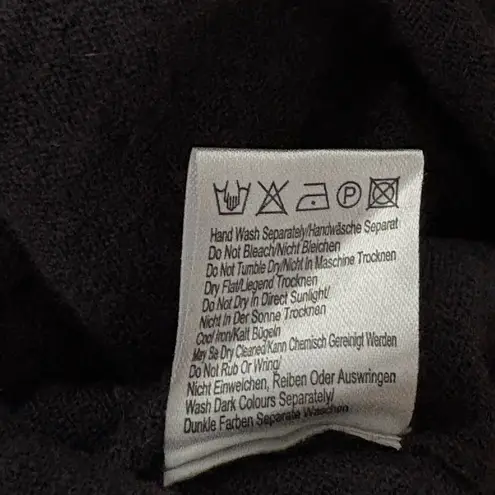 P
Hand Wash Separately/Handwäsche Separat
Do Not Bleach/Nicht Bleichen
Do Not Tumble Dry/Nicht In Maschine Trocknen
Dry Flat/Liegend Trocknen
Do Not Dry In Direct Sunlight/
Nicht In Der Sonne Trocknen
Cool Iron/Kalt Bügeln
May Be Dry Cleaned/Kann Chemisch Gereinigt Werden
Do Not Rub Or Wring/
Nicht Einweichen, Reiben Oder Auswringen
Wash Dark Colours Separately/
Dunkle Farben Separate Waschen